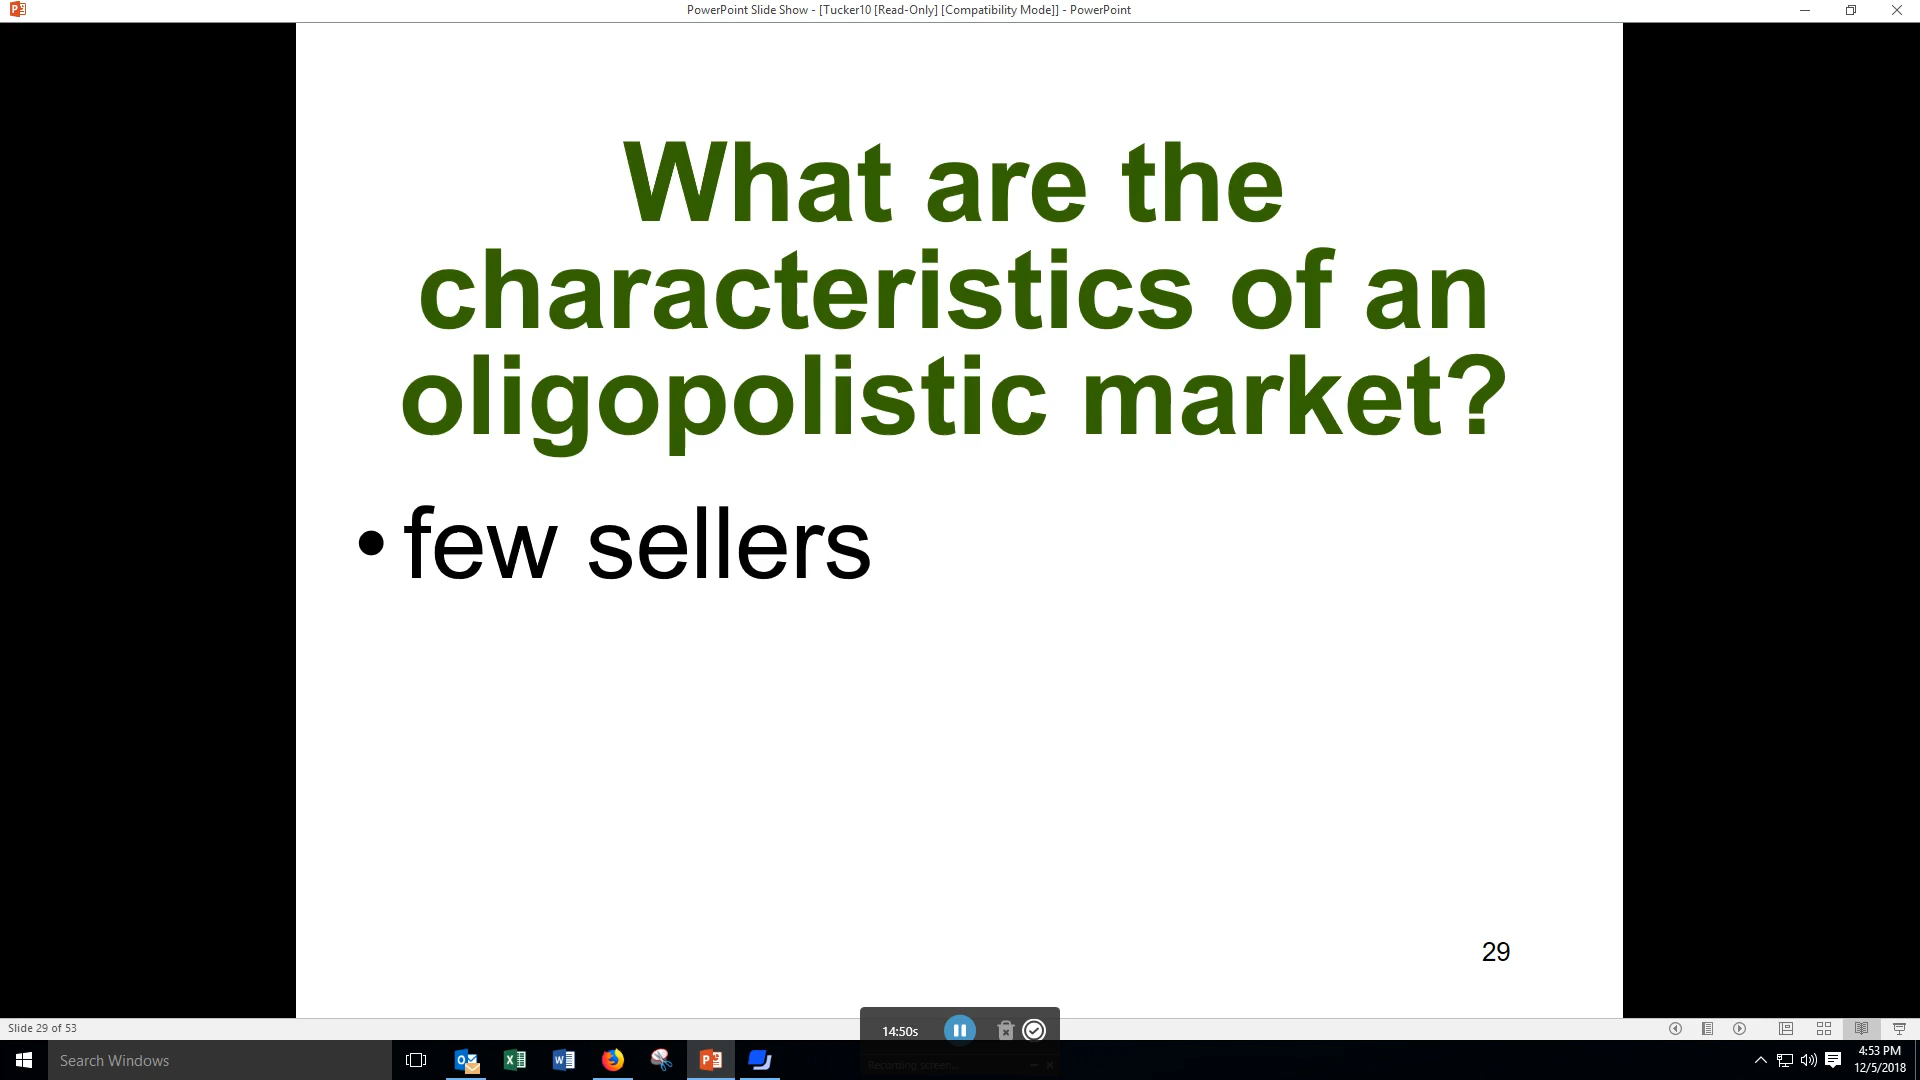 PowerPoint Slide Show - [Tucker10 [Read-Only] [Compatibility Mode]] - PowerPoint
What are the
characteristics of an
oligopolistic market?
• few sellers
29
14:50s
Recording screen...
Slide 29 of 53
Search Windows
4:53 PM
12/5/2018